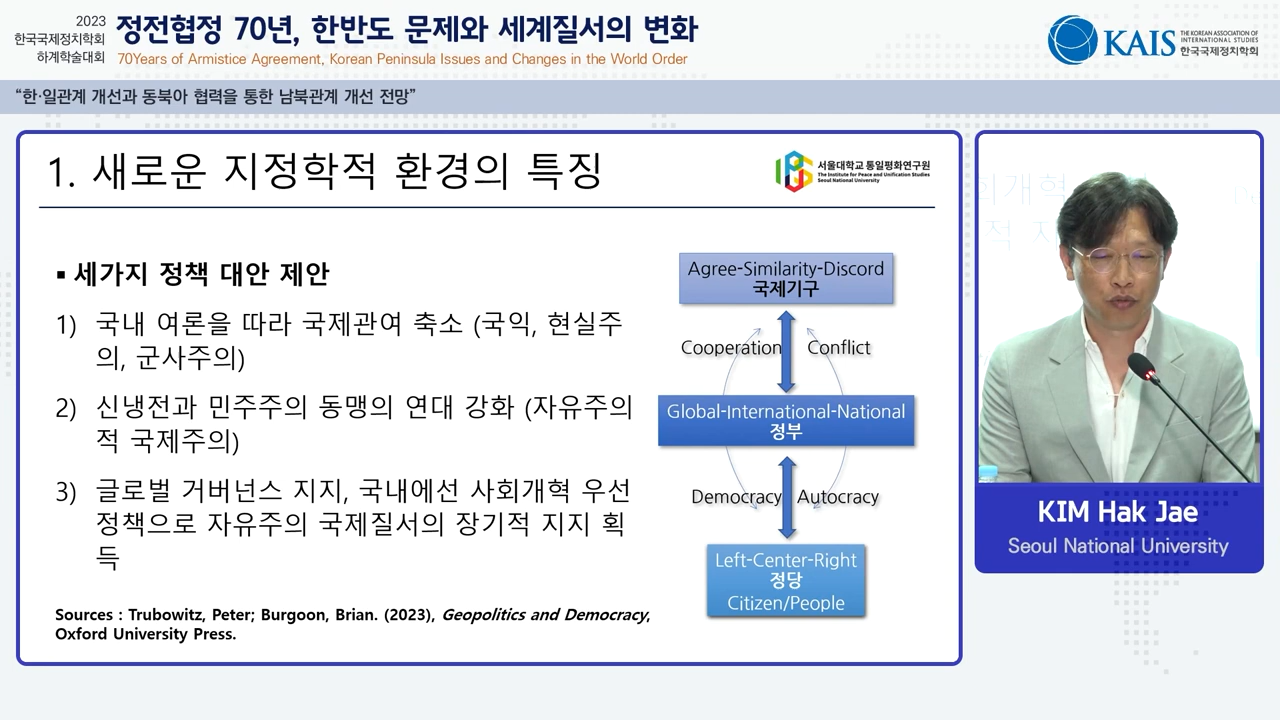 2023
한국국제정치학회
하계학술대회
정전협정 70년, 한반도 문제와 세계질서의 변화
70Years of Armistice Agreement, Korean Peninsula Issues and Changes in the World Order
KAIS
THE KOREAN ASSOCIATION OF
INTERNATIONAL STUDIES
한국국제정치학회
“한·일관계 개선과 동북아 협력을 통한 남북관계 개선 전망”
1. 새로운 지정학적 환경의 특징
서울대학교 통일평화연구원
The Institute for Peace and Unification Studies
Seoul National University
▪ 세가지 정책 대안 제안
1) 국내 여론을 따라 국제관여 축소 (국익, 현실주
의, 군사주의)
2) 신냉전과 민주주의 동맹의 연대 강화 (자유주의
적 국제주의)
3) 글로벌 거버넌스 지지, 국내에선 사회개혁 우선
정책으로 자유주의 국제질서의 장기적 지지 획
득
Sources : Trubowitz, Peter; Burgoon, Brian. (2023), Geopolitics and Democracy,
Oxford University Press.
Agree-Similarity-Discord
국제기구
Cooperation Conflict
Global-International-National
정부
Democracy Autocracy
Left-Center-Right
정당
Citizen/People
KIM Hak Jae
Seoul National University